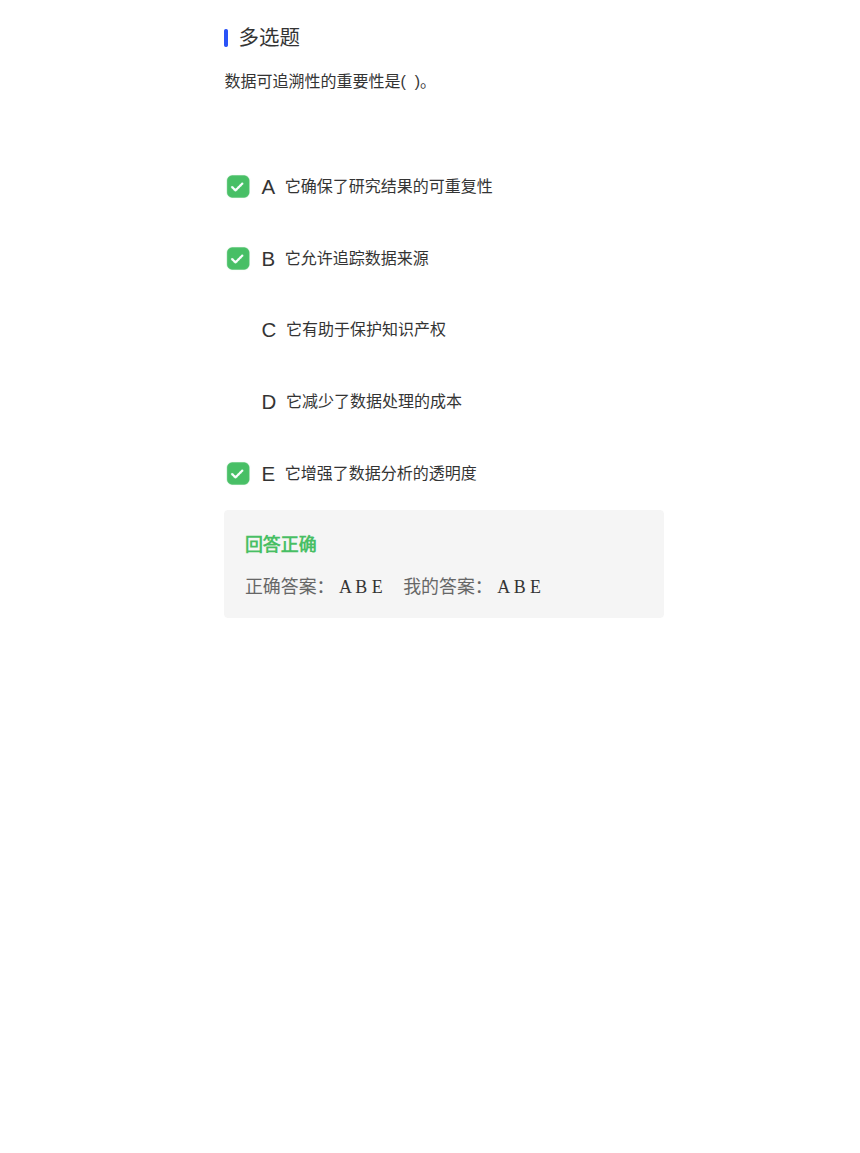 多选题
数据可追溯性的重要性是(  )。
A 它确保了研究结果的可重复性
B 它允许追踪数据来源
C 它有助于保护知识产权
D 它减少了数据处理的成本
E 它增强了数据分析的透明度
回答正确
正确答案： A B E 我的答案： A B E